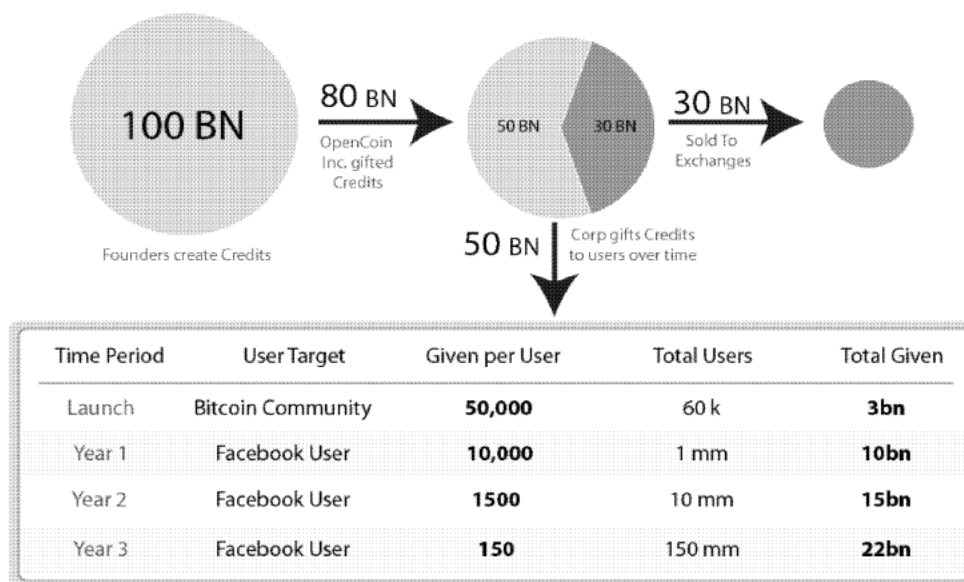 100 BN
Founders create Credits
80 BN
OpenCoin
Inc. gifted
Credits
50 BN
30 BN
30 BN
Sold To
Exchanges
50 BN
Corp gifts Credits
to users over time
Time Period User Target Given per User Total Users Total Given
Launch Bitcoin Community 50,000 60 k 3bn
Year 1 Facebook User 10,000 1 mm 10bn
Year 2 Facebook User 1500 10 mm 15bn
Year 3 Facebook User 150 150 mm 22bn